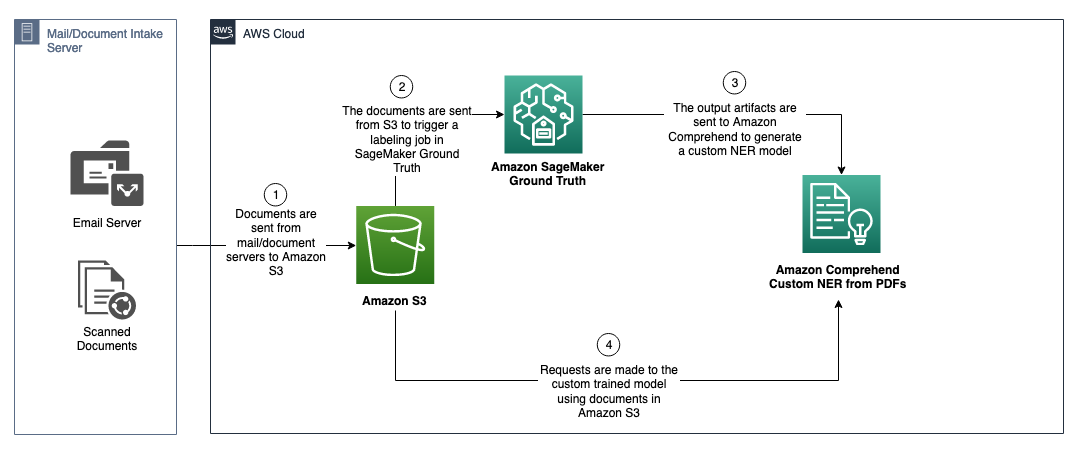 Mail/Document Intake
Server
aws
AWS Cloud
Email Server
Scanned
Documents
1
Documents are
sent from
mail/document
servers to Amazon
S3
Amazon S3
2
The documents are sent
from S3 to trigger a
labeling job in
SageMaker Ground
Truth
Amazon SageMaker
Ground Truth
3
The output artifacts are
sent to Amazon
Comprehend to generate
a custom NER model
Amazon Comprehend
Custom NER from PDFs
4
Requests are made to the
custom trained model
using documents in
Amazon S3